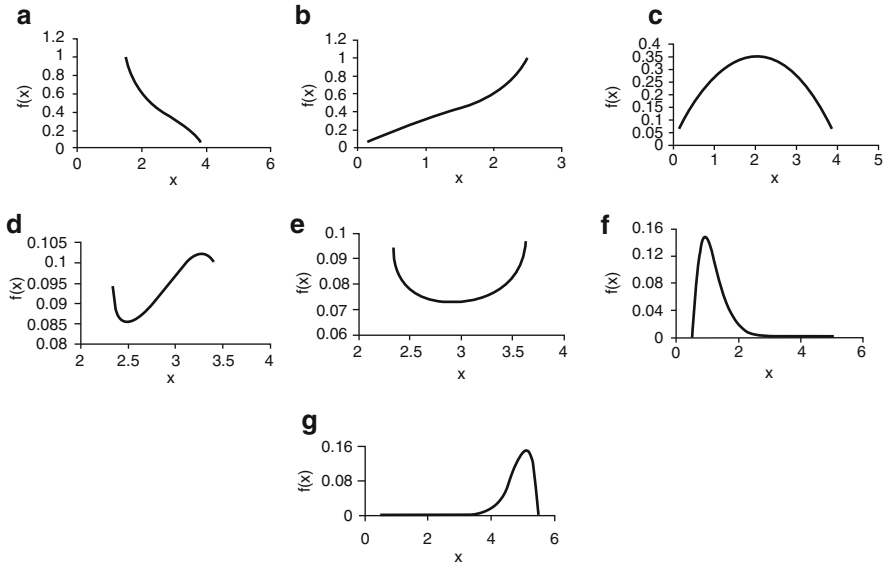 a
1.2
1
0.8
0.6
0.4
0.2
0
f(x)
0 2 4 6
x
b
1.2
1
0.8
0.6
0.4
0.2
0
f(x)
0 1 2 3
x
c
0.4
0.35
0.3
0.25
0.2
0.15
0.1
0.05
0
f(x)
0 1 2 3 4 5
x
d
0.105
0.1
0.095
0.09
0.085
0.08
f(x)
2 2.5 3 3.5 4
x
e
0.1
0.09
0.08
0.07
0.06
f(x)
2 2.5 3 3.5 4
x
f
0.16
0.12
0.08
0.04
0
f(x)
0 2 4 6
x
g
0.16
0.08
0
f(x)
0 2 4 6
x